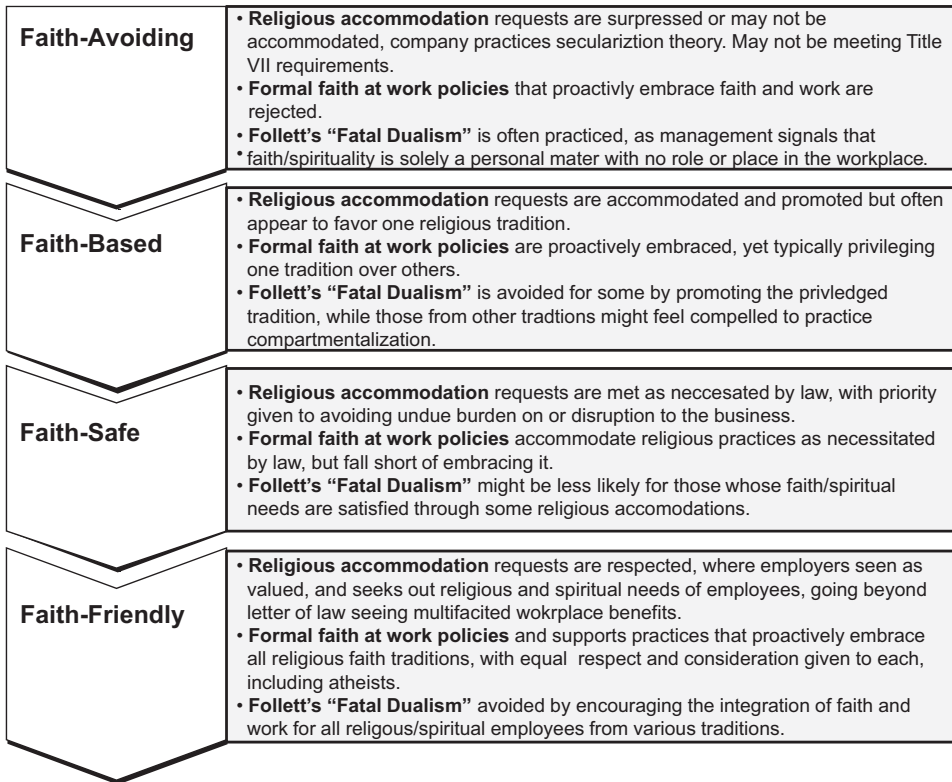 Faith-Avoiding
• Religious accommodation requests are surpressed or may not be
accommodated, company practices seculariztion theory. May not be meeting Title
VII requirements.
• Formal faith at work policies that proactivly embrace faith and work are
rejected.
• Follett’s “Fatal Dualism” is often practiced, as management signals that
• faith/spirituality is solely a personal mater with no role or place in the workplace.
Faith-Based
• Religious accommodation requests are accommodated and promoted but often
appear to favor one religious tradition.
• Formal faith at work policies are proactively embraced, yet typically privileging
one tradition over others.
• Follett’s “Fatal Dualism” is avoided for some by promoting the privledged
tradition, while those from other tradtions might feel compelled to practice
compartmentalization.
Faith-Safe
• Religious accommodation requests are met as neccesated by law, with priority
given to avoiding undue burden on or disruption to the business.
• Formal faith at work policies accommodate religious practices as necessitated
by law, but fall short of embracing it.
• Follett’s “Fatal Dualism” might be less likely for those whose faith/spiritual
needs are satisfied through some religious accomodations.
Faith-Friendly
• Religious accommodation requests are respected, where employers seen as
valued, and seeks out religious and spiritual needs of employees, going beyond
letter of law seeing multifacited wokrplace benefits.
• Formal faith at work policies and supports practices that proactively embrace
all religious faith traditions, with equal respect and consideration given to each,
including atheists.
• Follett’s “Fatal Dualism” avoided by encouraging the integration of faith and
work for all religous/spiritual employees from various traditions.